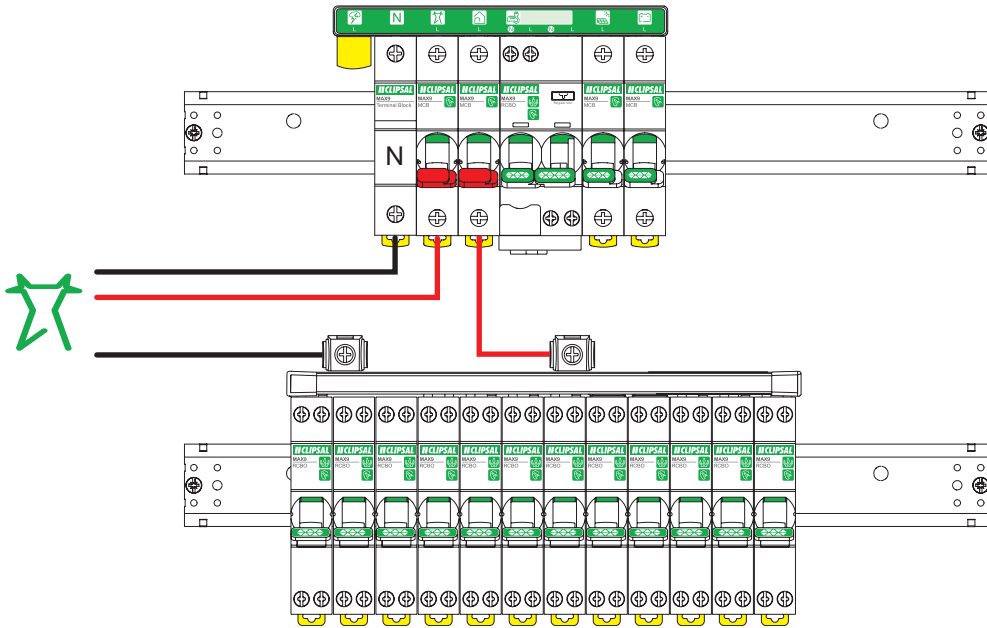 N
L L L N L N L L L
CLIPSAL CLIPSAL CLIPSAL CLIPSAL CLIPSAL CLIPSAL
MAX9 MAX9 MAX9 MAX9 MAX9 MAX9
Terminal Block MCB MCB RCBO MCB MCB
N
CLIPSAL CLIPSAL CLIPSAL CLIPSAL CLIPSAL CLIPSAL CLIPSAL CLIPSAL CLIPSAL CLIPSAL CLIPSAL CLIPSAL
MAX9 MAX9 MAX9 MAX9 MAX9 MAX9 MAX9 MAX9 MAX9 MAX9 MAX9 MAX9
RCBO RCBO RCBO RCBO RCBO RCBO RCBO RCBO RCBO RCBO RCBO RCBO